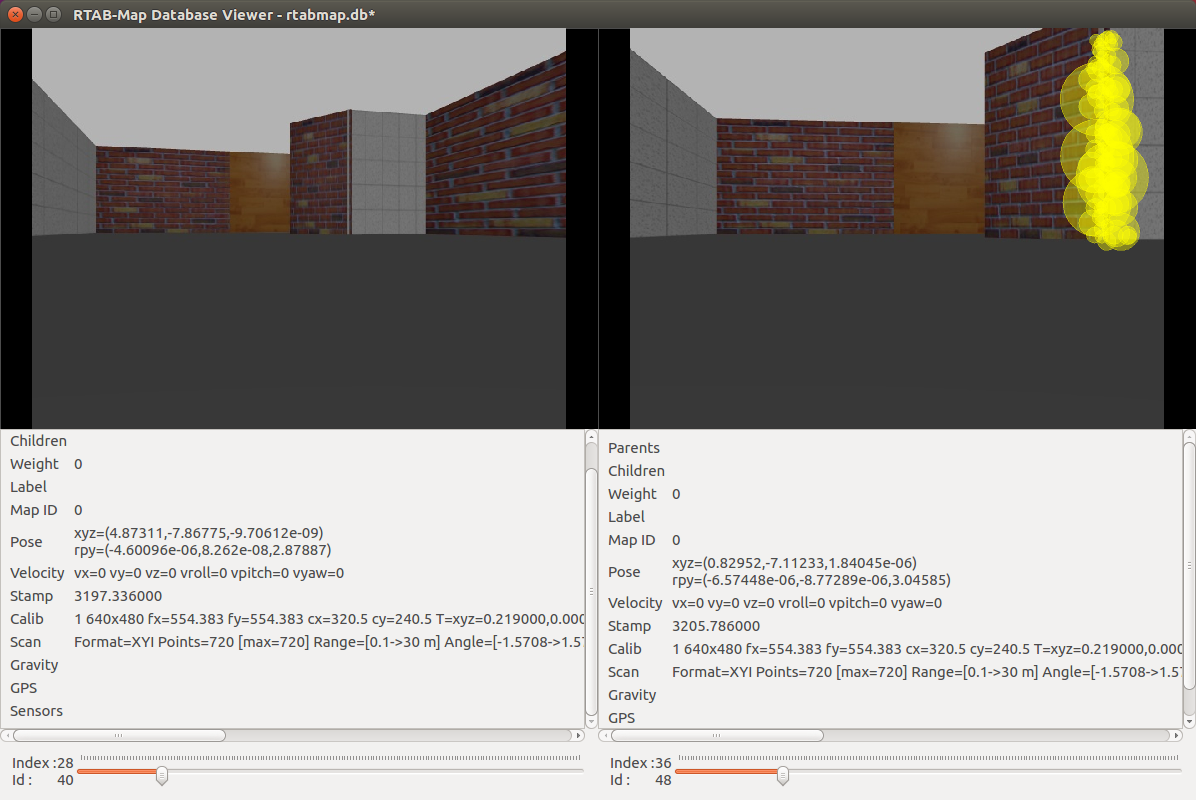 RTAB-Map Database Viewer - rtabmap.db*
Children
Weight 0
Label
Map ID 0
Pose xyz=(4.87311,-7.86775,-9.70612e-09)
rpy=(-4.60096e-06,8.262e-08,2.87887)
Velocity vx=0 vy=0 vz=0 vroll=0 vpitch=0 vyaw=0
Stamp 3197.336000
Calib 1 640x480 fx=554.383 fy=554.383 cx=320.5 cy=240.5 T=xyz=0.219000,0.000
Scan Format=XYI Points=720 [max=720] Range=[0.1->30 m] Angle=[-1.5708->1.57
Gravity
GPS
Sensors
Index :28
Id : 40
Parents
Children
Weight 0
Label
Map ID 0
Pose xyz=(0.82952,-7.11233,1.84045e-06)
rpy=(-6.57448e-06,-8.77289e-06,3.04585)
Velocity vx=0 vy=0 vz=0 vroll=0 vpitch=0 vyaw=0
Stamp 3205.786000
Calib 1 640x480 fx=554.383 fy=554.383 cx=320.5 cy=240.5 T=xyz=0.219000,0.000
Scan Format=XYI Points=720 [max=720] Range=[0.1->30 m] Angle=[-1.5708->1.57
Gravity
GPS
Index :36
Id : 48